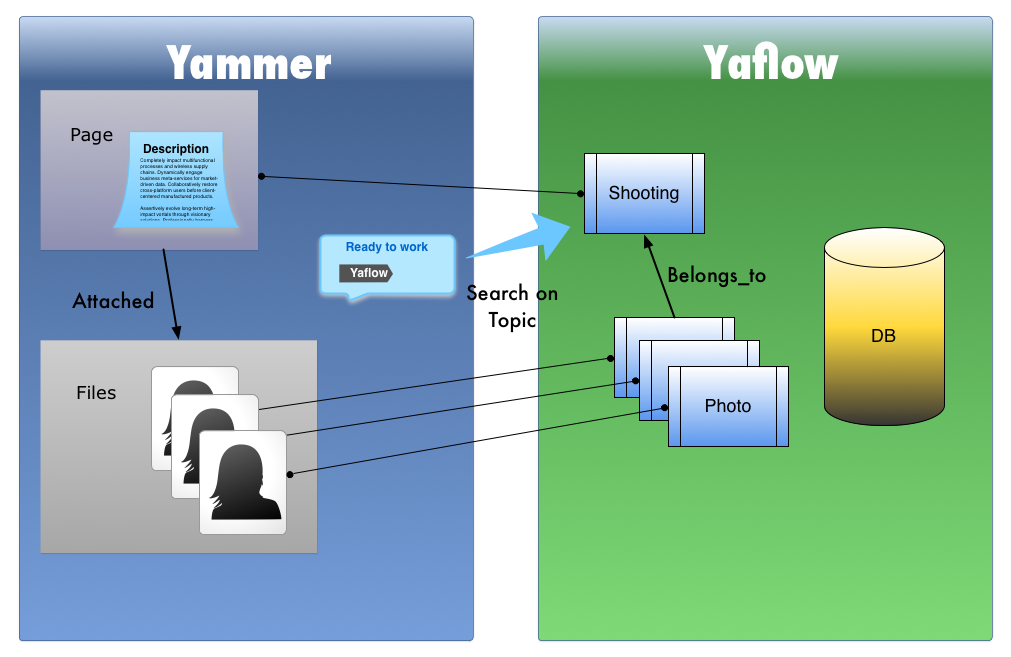 Yammer
Page
Description
Completely impact multifunctional
processes and wireless supply
chains. Dynamically engage
business meta-services for market-
driven data. Collaboratively restore
cross-platform users before client-
centered manufactured products.
Assertively evolve long-term high-
impact vortals through visionary
Attached
Files
Ready to work
Yaflow
Search on
Topic
Yaflow
Shooting
Belongs_to
Photo
DB